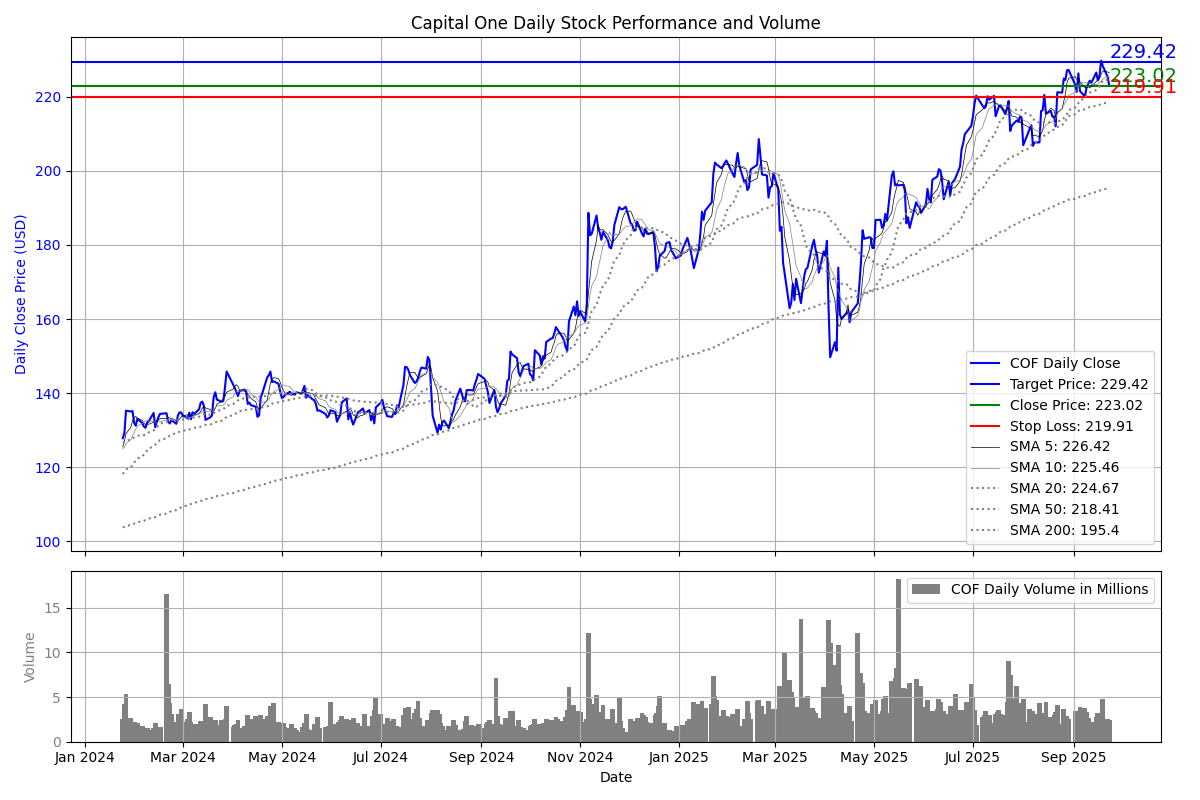 Capital One Daily Stock Performance and Volume
229.42
223.02
219.91
Daily Close Price (USD)
220
200
180
160
140
120
100
COF Daily Close
Target Price: 229.42
Close Price: 223.02
Stop Loss: 219.91
SMA 5: 226.42
SMA 10: 225.46
SMA 20: 224.67
SMA 50: 218.41
SMA 200: 195.4
Volume
15
10
5
0
COF Daily Volume in Millions
Jan 2024 Mar 2024 May 2024 Jul 2024 Sep 2024 Nov 2024 Jan 2025 Mar 2025 May 2025 Jul 2025 Sep 2025
Date